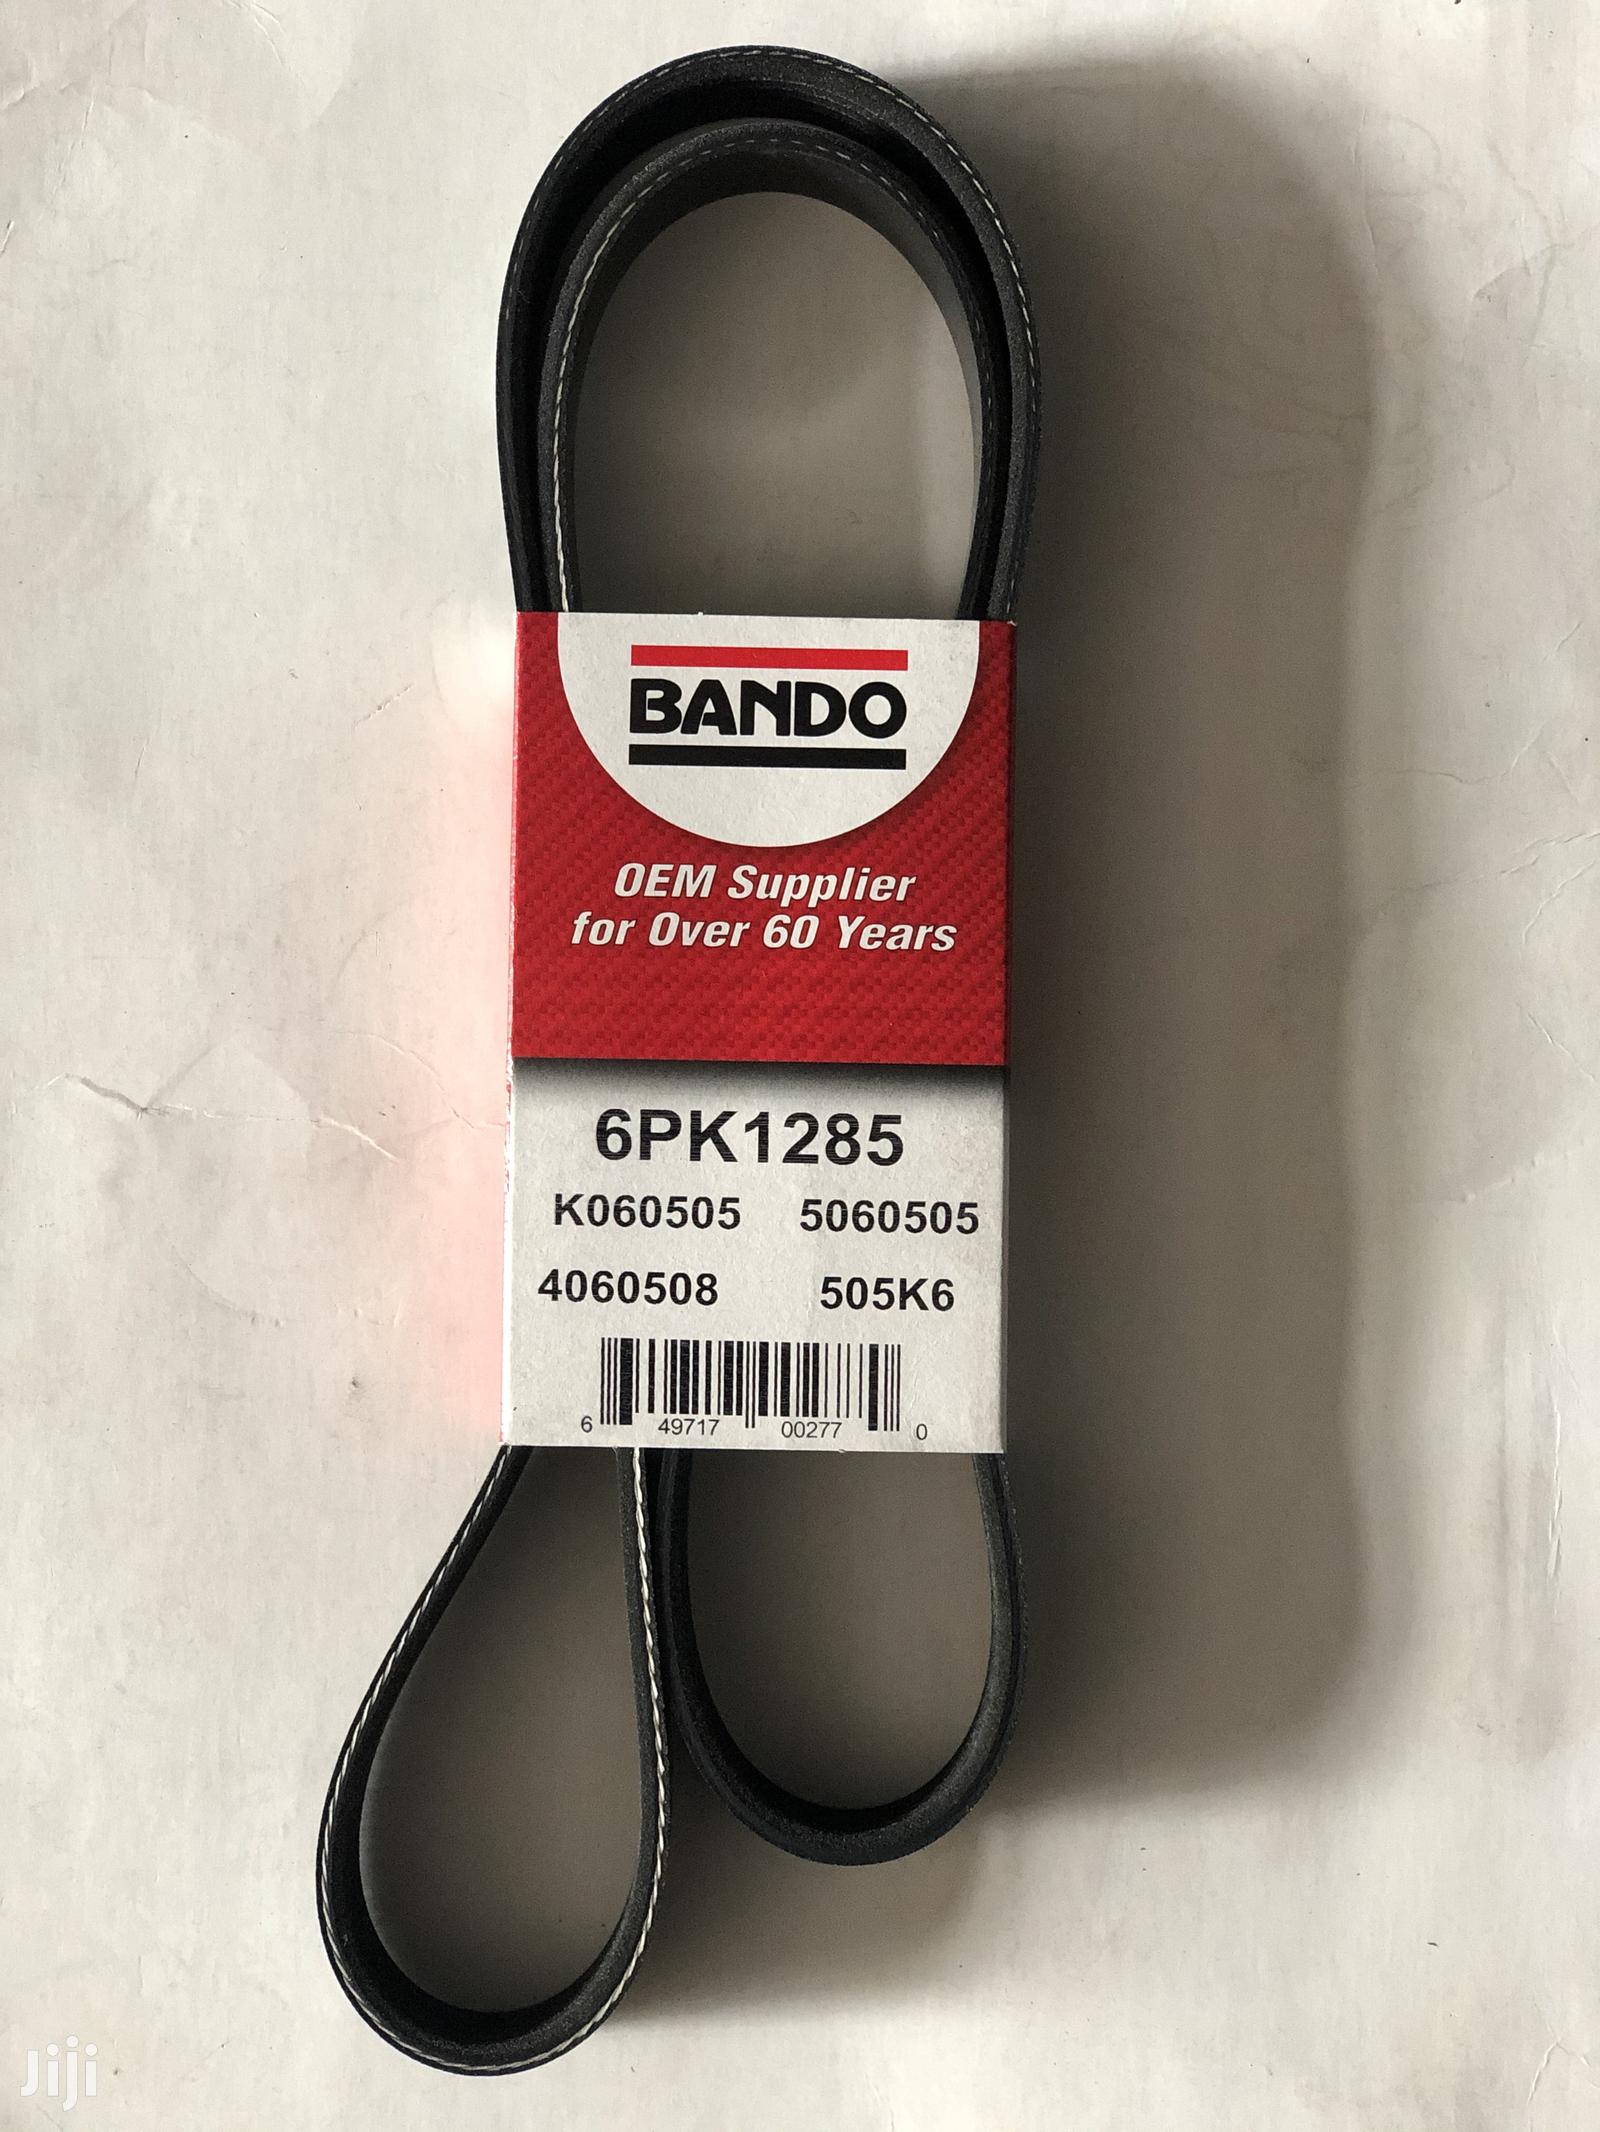 BANDO
OEM Supplier
for Over 60 Years
6PK1285
K060505 5060505
4060508 505K6
6 49717 00277 0
Jiji